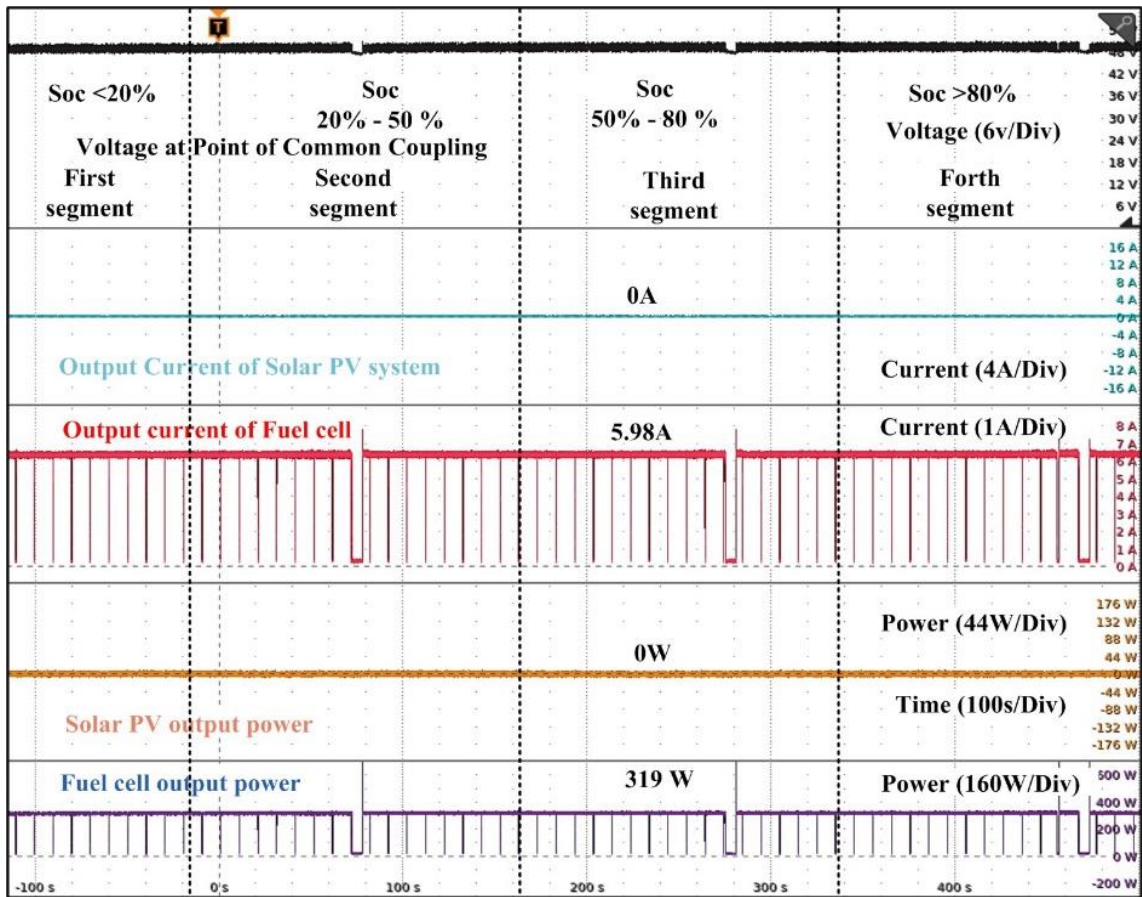 T
48 V
Soc <20%
Soc
20% - 50 %
Soc
50% - 80 %
Soc >80%
42 V
36 V
Voltage (6v/Div)
30 V
24 V
Voltage at Point of Common Coupling
18 V
First
segment
Second
segment
Third
segment
Forth
segment
12 V
6 V
16 A
12 A
8 A
4 A
0 A
-4 A
-8 A
-12 A
-16 A
0A
Output Current of Solar PV system
Current (4A/Div)
Output current of Fuel cell
5.98A
Current (1A/Div)
8 A
7 A
6 A
5 A
4 A
3 A
2 A
1 A
0 A
Power (44W/Div)
176 W
132 W
88 W
44 W
0 W
-44 W
-88 W
-132 W
-176 W
0W
Time (100s/Div)
Solar PV output power
Fuel cell output power
319 W
Power (160W/Div)
600 W
400 W
200 W
0 W
-200 W
-100 s
0 s
100 s
200 s
300 s
400 s